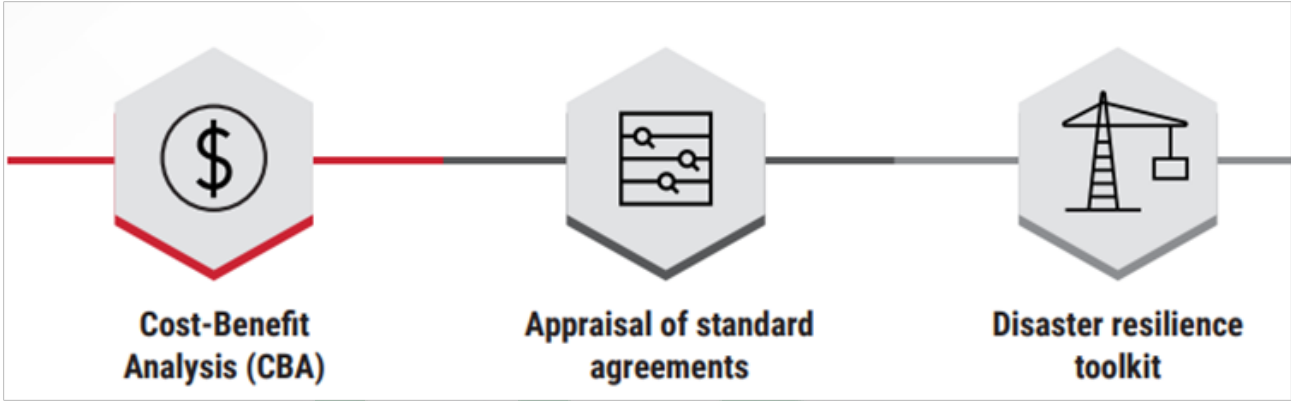 Cost-Benefit
Analysis (CBA)
Appraisal of standard
agreements
Disaster resilience
toolkit